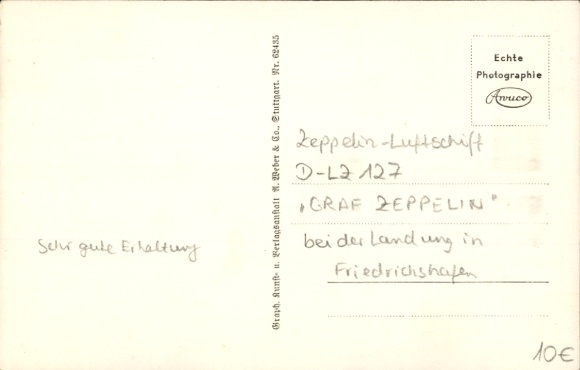 Sehr gute Erhaltung
Graph. Kunst- u. Verlagsanstalt A. Weber & Co., Stuttgart. Nr. 62435
Echte
Photographie
Arvuco
Zeppelin-Luftschiff
D-LZ 127
„GRAF ZEPPELIN"
bei der Landung in
Friedrichshafen
10€